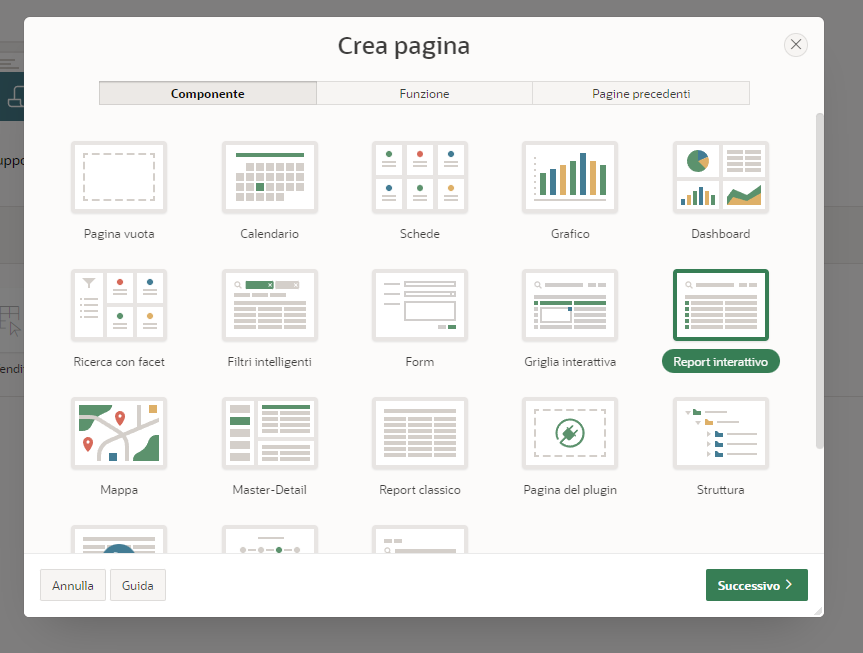 Crea pagina
Componente
Funzione
Pagine precedenti
Pagina vuota
Calendario
Schede
Grafico
Dashboard
Ricerca con facet
Filtri intelligenti
Form
Griglia interattiva
Report interattivo
Mappa
Master-Detail
Report classico
Pagina del plugin
Struttura
Annulla
Guida
Successivo